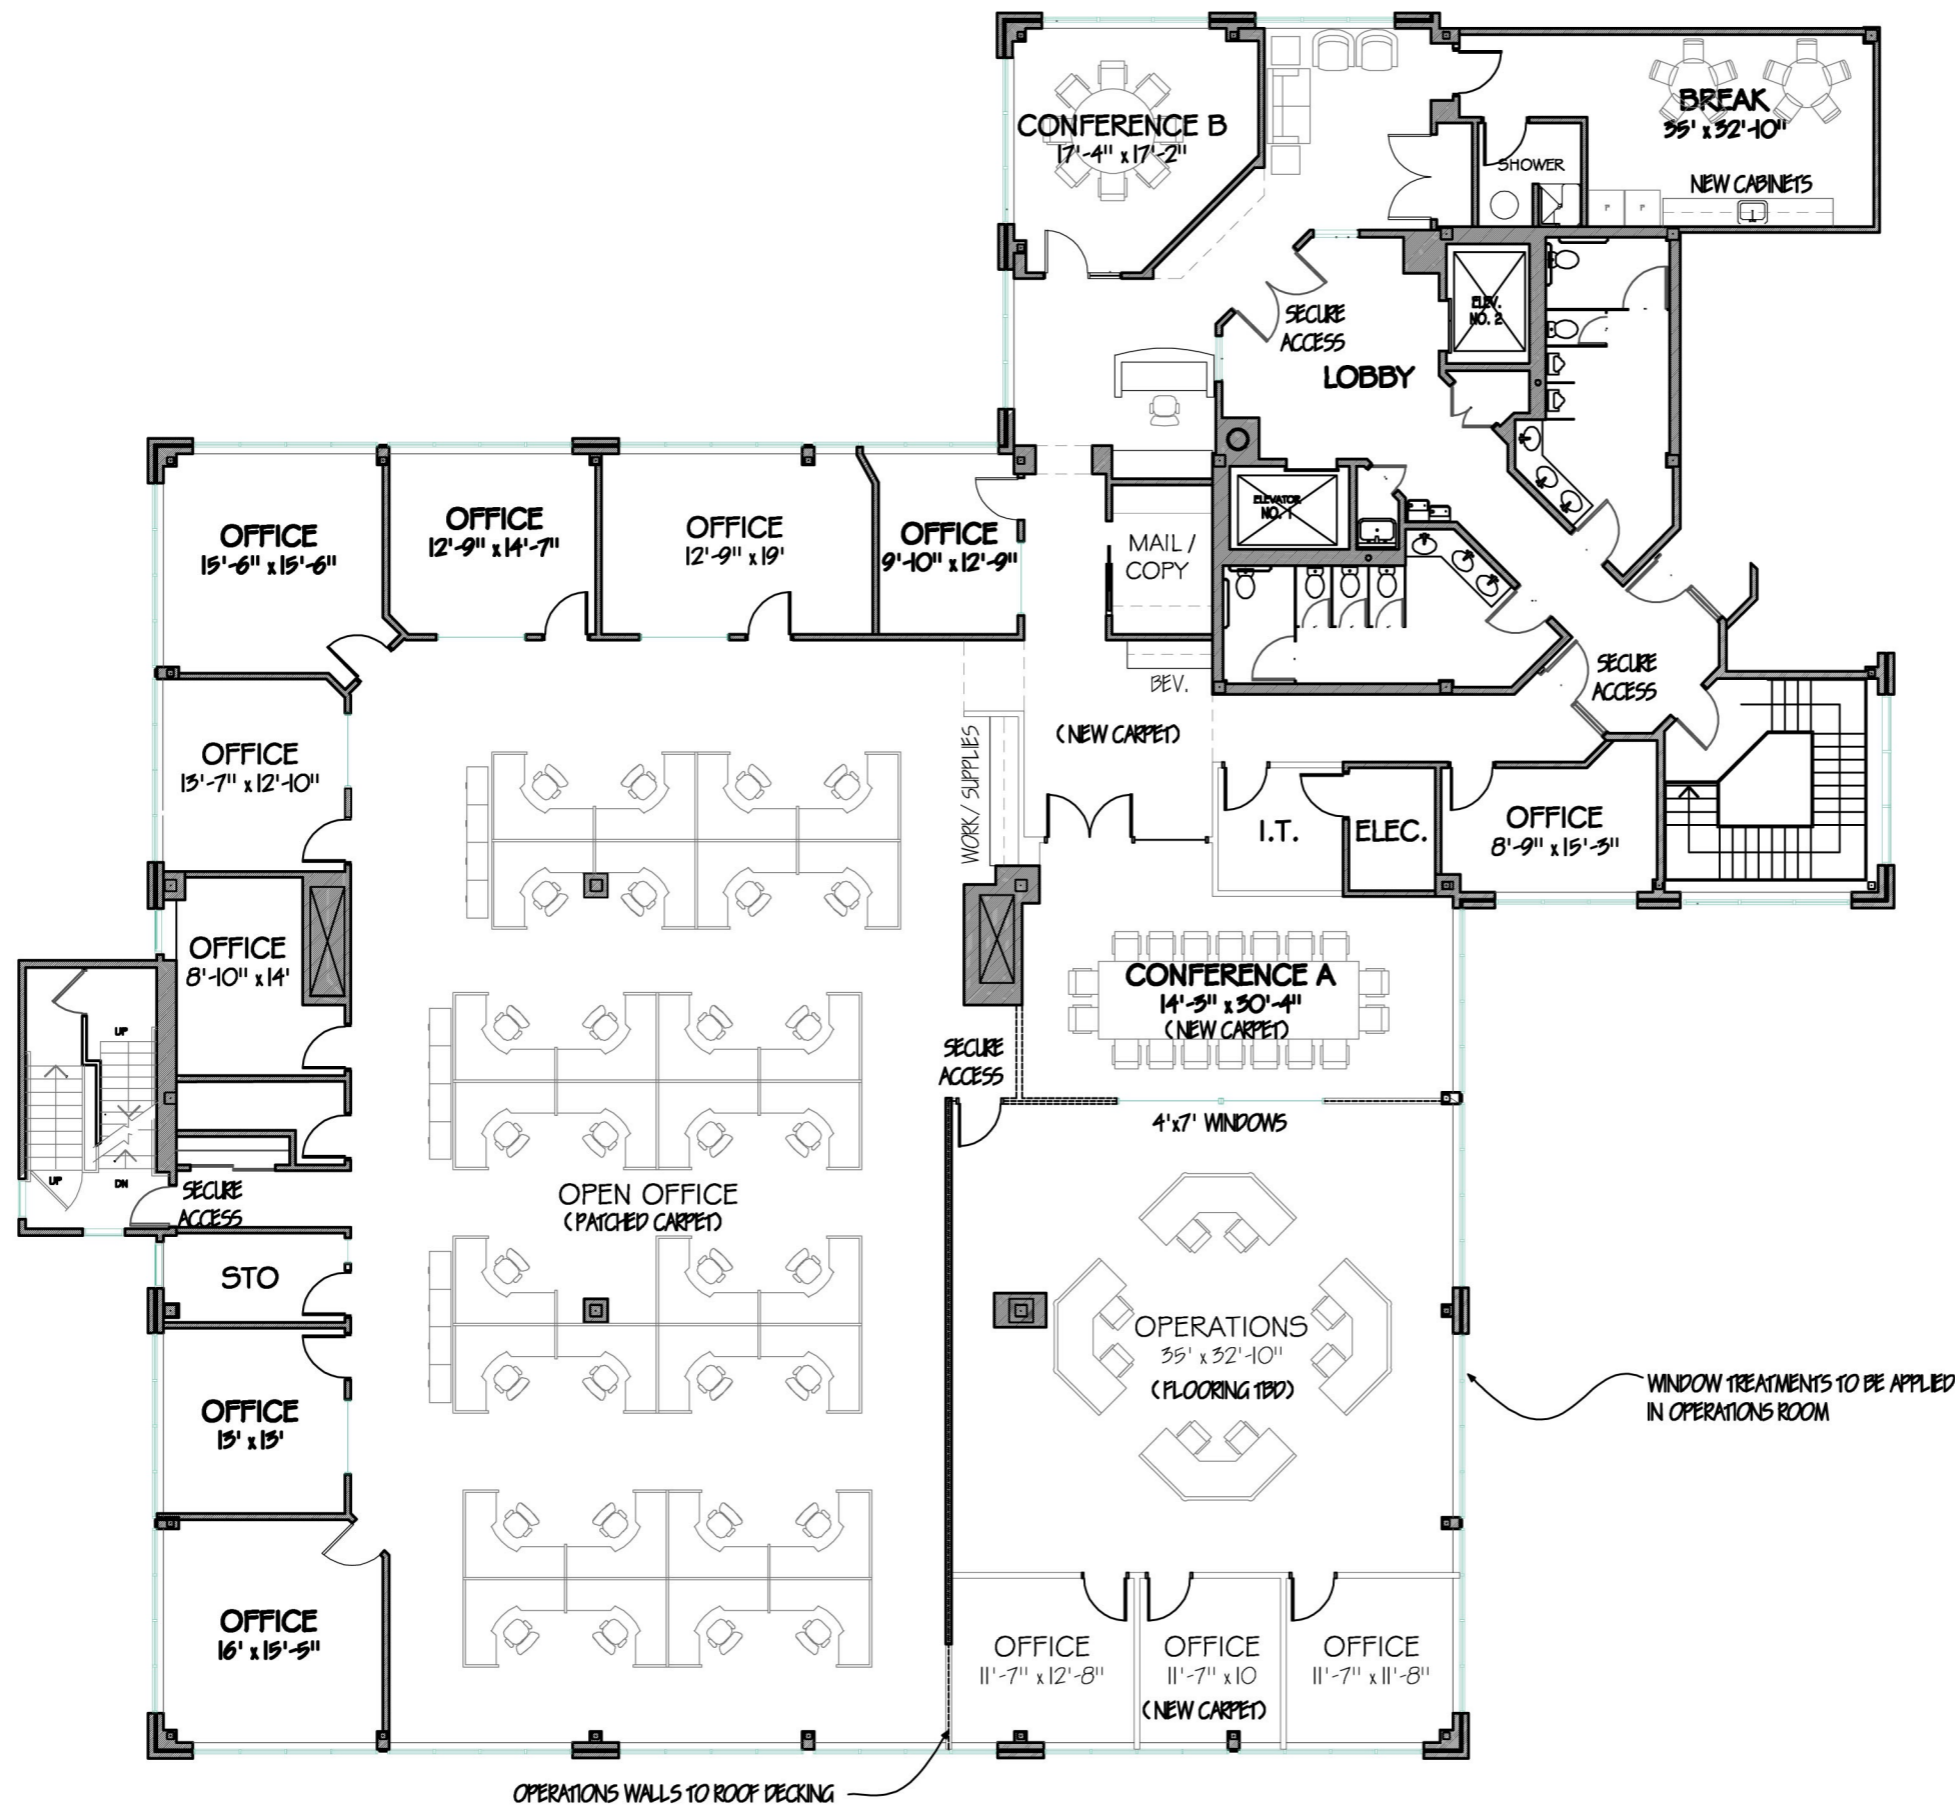 CONFERENCE B
17'-4" x 17'-2"
BREAK
35' x 32'-10"
SHOWER
NEW CABINETS
F
F
ELEV.
NO. 2
SECURE
ACCESS
LOBBY
OFFICE
15'-6" x 15'-6"
OFFICE
12'-9" x 14'-7"
OFFICE
12'-9" x 19'
OFFICE
9'-10" x 12'-9"
MAIL /
COPY
ELEVATOR
NO. 1
BEV.
SECURE
ACCESS
OFFICE
13'-7" x 12'-10"
WORK/ SUPPLIES
(NEW CARPET)
I.T.
ELEC.
OFFICE
8'-9" x 15'-3"
OFFICE
8'-10" x 14'
CONFERENCE A
14'-3" x 30'-4"
(NEW CARPET)
UP
SECURE
ACCESS
4'x7' WINDOWS
UP
DN
SECURE
ACCESS
OPEN OFFICE
(PATCHED CARPET)
STO
OPERATIONS
35' x 32'-10"
(FLOORING TBD)
WINDOW TREATMENTS TO BE APPLIED
IN OPERATIONS ROOM
OFFICE
13' x 13'
OFFICE
16' x 15'-5"
OFFICE
11'-7" x 12'-8"
OFFICE
11'-7" x 10
(NEW CARPET)
OFFICE
11'-7" x 11'-8"
OPERATIONS WALLS TO ROOF DECKING